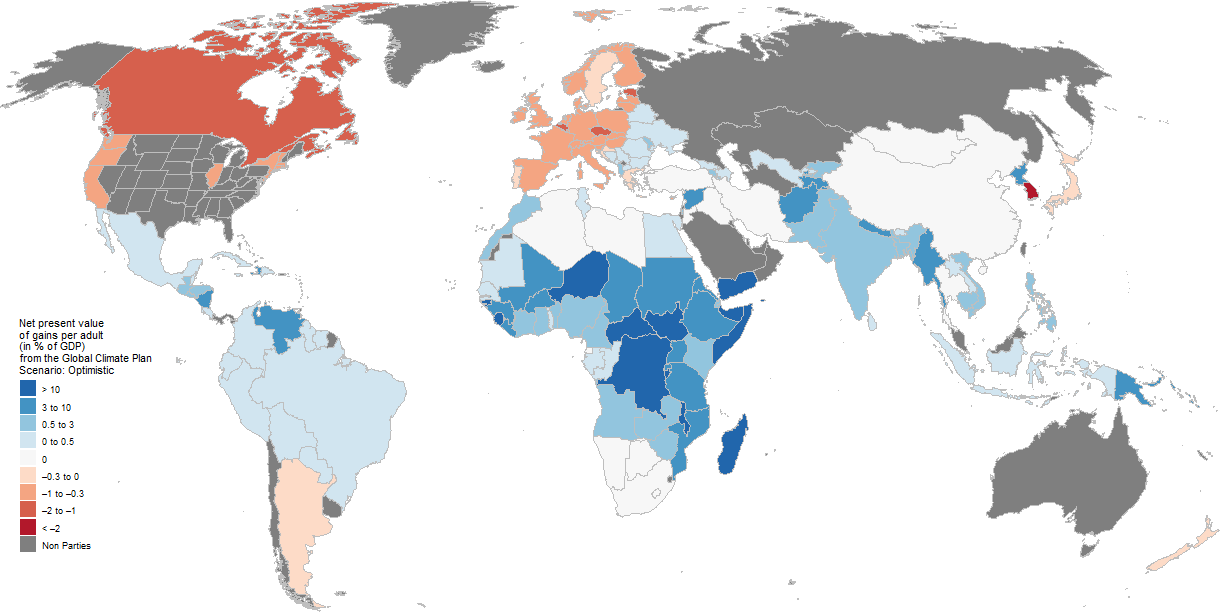 Net present value
of gains per adult
(in % of GDP)
from the Global Climate Plan
Scenario: Optimistic
> 10
3 to 10
0.5 to 3
0 to 0.5
0
–0.3 to 0
–1 to –0.3
–2 to –1
< –2
Non Parties